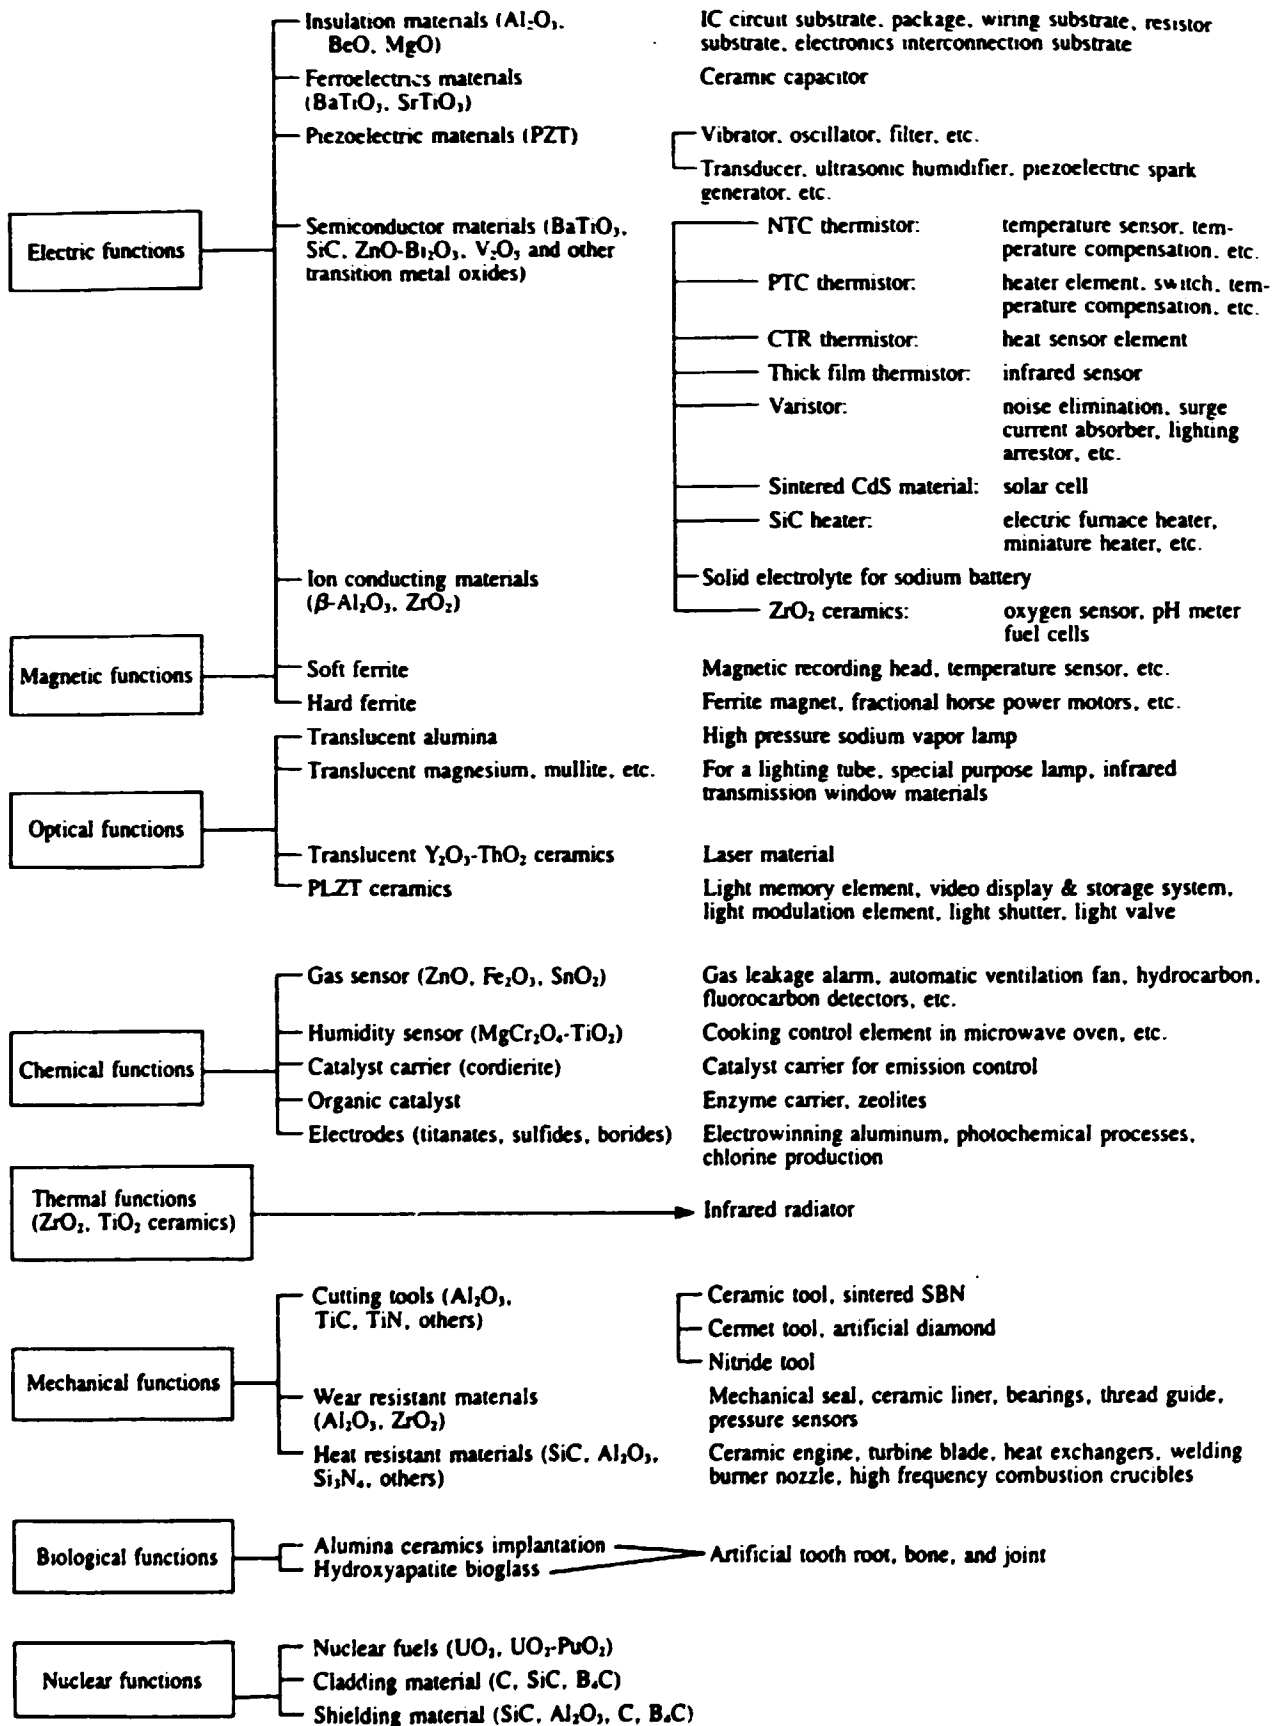 Insulation materials (Al₂O₃, IC circuit substrate, package, wiring substrate, resistor
BeO, MgO) substrate, electronics interconnection substrate
Ferroelectrics materials Ceramic capacitor
(BaTiO₃, SrTiO₃)
Piezoelectric materials (PZT) Vibrator, oscillator, filter, etc.
Transducer, ultrasonic humidifier, piezoelectric spark
generator, etc.
Electric functions
Semiconductor materials (BaTiO₃, NTC thermistor: temperature sensor, tem-
SiC, ZnO-Bi₂O₃, V₂O₅ and other perature compensation, etc.
transition metal oxides)
PTC thermistor: heater element, switch, tem-
perature compensation, etc.
CTR thermistor: heat sensor element
Thick film thermistor: infrared sensor
Varistor: noise elimination, surge
current absorber, lighting
arrestor, etc.
Sintered CdS material: solar cell
SiC heater: electric furnace heater,
miniature heater, etc.
Ion conducting materials Solid electrolyte for sodium battery
(β-Al₂O₃, ZrO₂)
ZrO₂ ceramics: oxygen sensor, pH meter
fuel cells
Magnetic functions
Soft ferrite Magnetic recording head, temperature sensor, etc.
Hard ferrite Ferrite magnet, fractional horse power motors, etc.
Translucent alumina High pressure sodium vapor lamp
Translucent magnesium, mullite, etc. For a lighting tube, special purpose lamp, infrared
transmission window materials
Optical functions
Translucent Y₂O₃-ThO₂ ceramics Laser material
PLZT ceramics Light memory element, video display & storage system,
light modulation element, light shutter, light valve
Gas sensor (ZnO, Fe₂O₃, SnO₂) Gas leakage alarm, automatic ventilation fan, hydrocarbon,
fluorocarbon detectors, etc.
Humidity sensor (MgCr₂O₄-TiO₂) Cooking control element in microwave oven, etc.
Chemical functions
Catalyst carrier (cordierite) Catalyst carrier for emission control
Organic catalyst Enzyme carrier, zeolites
Electrodes (titanates, sulfides, borides) Electrowinning aluminum, photochemical processes,
chlorine production
Thermal functions
(ZrO₂, TiO₂ ceramics) Infrared radiator
Cutting tools (Al₂O₃, Ceramic tool, sintered SBN
TiC, TiN, others) Cermet tool, artificial diamond
Nitride tool
Mechanical functions
Wear resistant materials Mechanical seal, ceramic liner, bearings, thread guide,
(Al₂O₃, ZrO₂) pressure sensors
Heat resistant materials (SiC, Al₂O₃, Ceramic engine, turbine blade, heat exchangers, welding
Si₃N₄, others) burner nozzle, high frequency combustion crucibles
Biological functions
Alumina ceramics implantation Artificial tooth root, bone, and joint
Hydroxyapatite bioglass
Nuclear fuels (UO₂, UO₂-PuO₂)
Nuclear functions
Cladding material (C, SiC, B₄C)
Shielding material (SiC, Al₂O₃, C, B₄C)